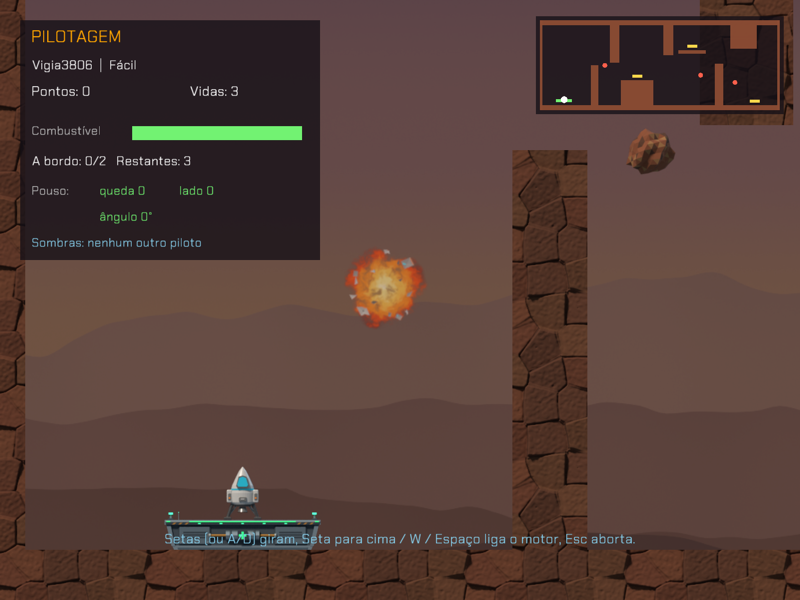 PILOTAGEM
Vigia3806 | Fácil
Pontos: 0 Vidas: 3
Combustível
A bordo: 0/2 Restantes: 3
Pouso: queda 0 lado 0
ângulo 0°
Sombras: nenhum outro piloto
Setas (ou A/D) giram, Seta para cima / W / Espaço liga o motor, Esc aborta.